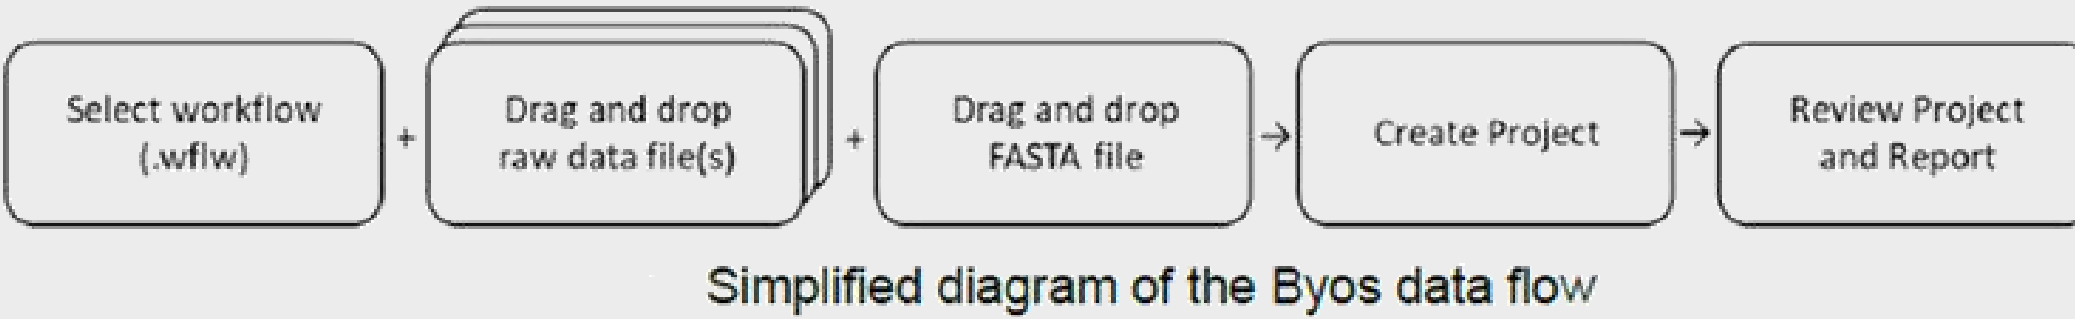 Select workflow
(.wflw)
+
Drag and drop
raw data file(s)
+
Drag and drop
FASTA file
→
Create Project
→
Review Project
and Report
Simplified diagram of the Byos data flow